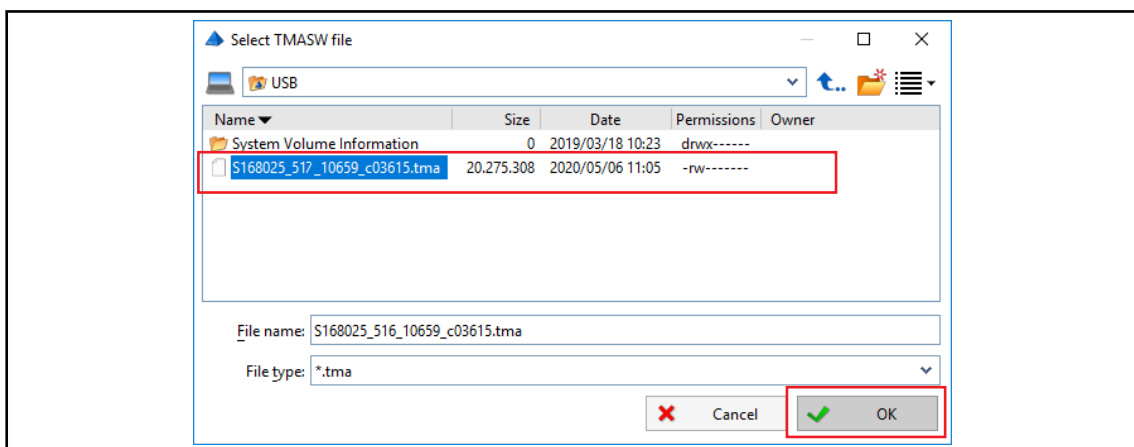 Select TMASW file
USB
Name Size Date Permissions Owner
System Volume Information 0 2019/03/18 10:23 drwx------
S168025_517_10659_c03615.tma 20.275.308 2020/05/06 11:05 -rw-------
File name: S168025_516_10659_c03615.tma
File type: *.tma
Cancel OK